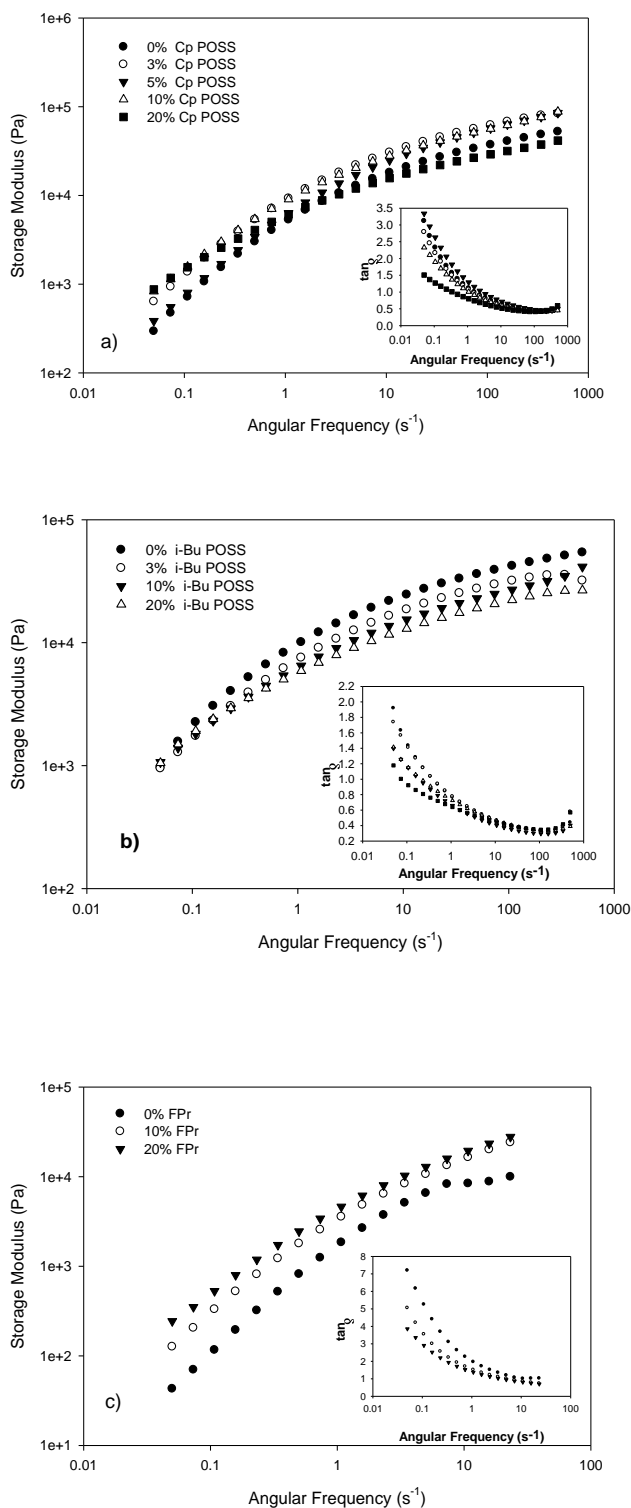 1e+6
1e+5
1e+4
1e+3
1e+2
Storage Modulus (Pa)
0% Cp POSS
3% Cp POSS
5% Cp POSS
10% Cp POSS
20% Cp POSS
a)
3.5
3.0
2.5
2.0
1.5
1.0
0.5
0.0
tanδ
0.01 0.1 1 10 100 1000
Angular Frequency (s-1)
0.01 0.1 1 10 100 1000
Angular Frequency (s-1)
1e+5
1e+4
1e+3
1e+2
Storage Modulus (Pa)
0% i-Bu POSS
3% i-Bu POSS
10% i-Bu POSS
20% i-Bu POSS
b)
2.2
2.0
1.8
1.6
1.4
1.2
1.0
0.8
0.6
0.4
0.2
tanδ
0.01 0.1 1 10 100 1000
Angular Frequency (s-1)
0.01 0.1 1 10 100 1000
Angular Frequency (s-1)
1e+5
1e+4
1e+3
1e+2
1e+1
Storage Modulus (Pa)
0% FPr
10% FPr
20% FPr
c)
8
7
6
5
4
3
2
1
0
tanδ
0.01 0.1 1 10 100
Angular Frequency (s-1)
0.01 0.1 1 10 100
Angular Frequency (s-1)